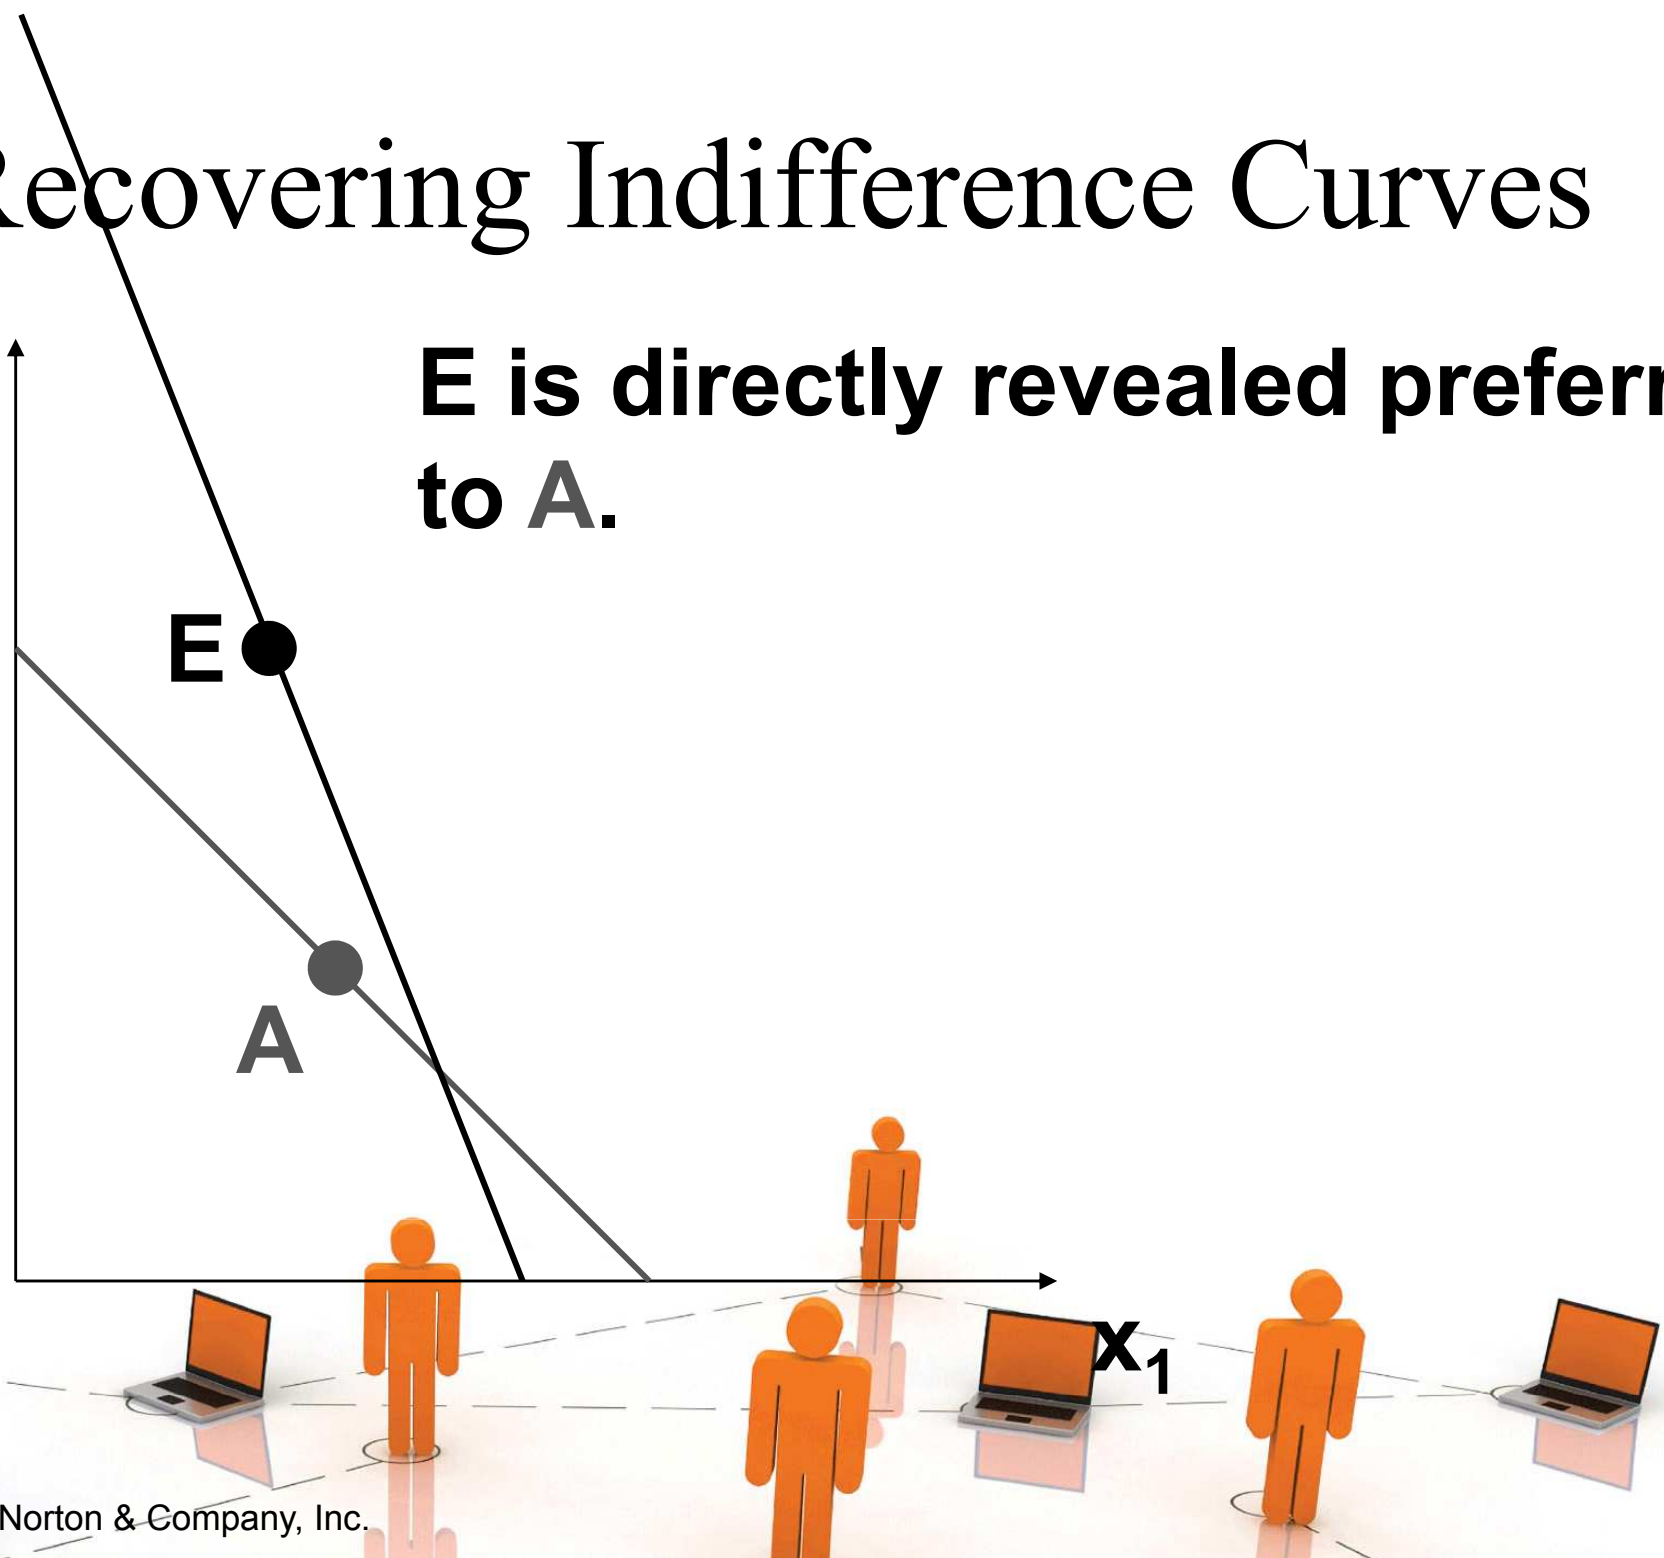 Recovering Indifference Curves
E is directly revealed preferr
to A.
E
A
x₁
Norton & Company, Inc.